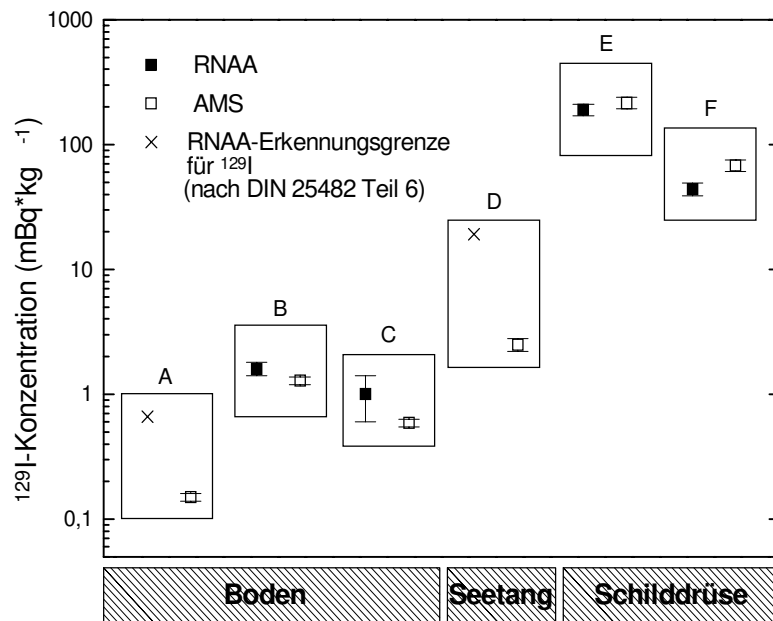 1000
100
10
1
0,1
¹²⁹I-Konzentration (mBq*kg ⁻¹)
RNAA
AMS
RNAA-Erkennungsgrenze
für ¹²⁹I
(nach DIN 25482 Teil 6)
A
B
C
D
E
F
Boden
Seetang
Schilddrüse